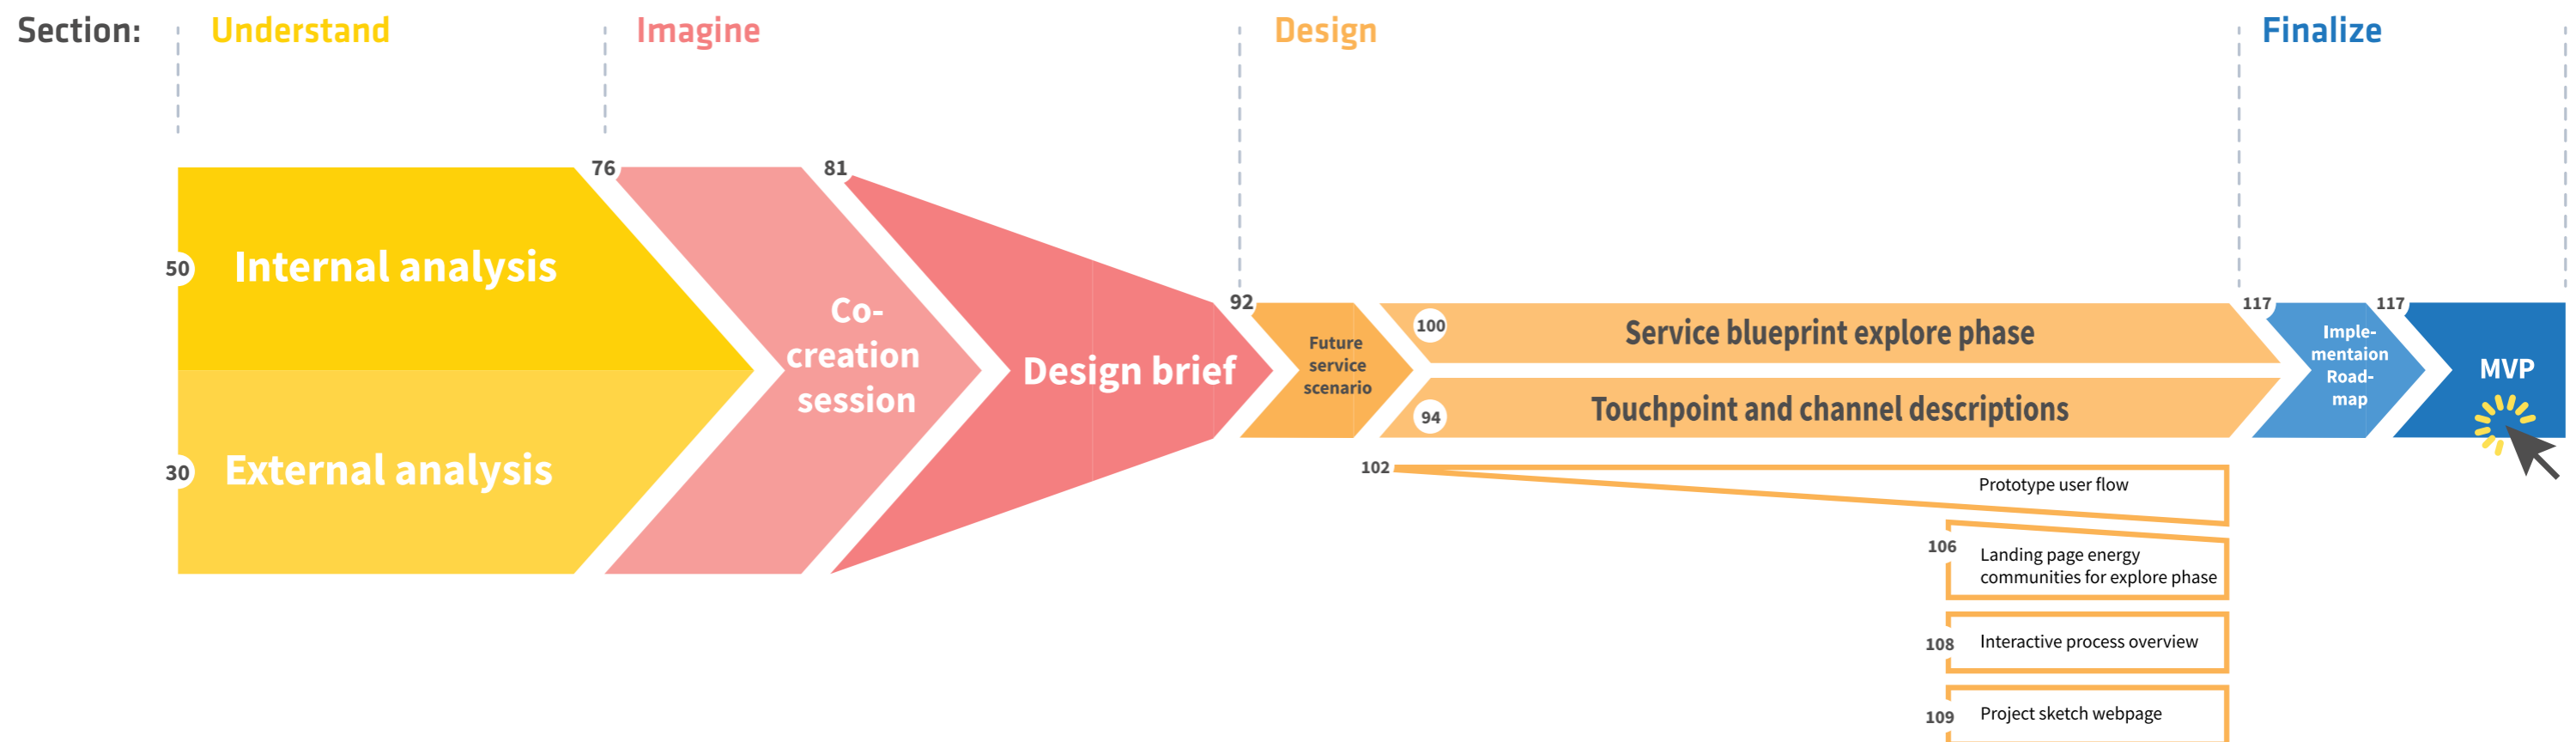 Section:
Understand
Imagine
Design
Finalize
76
81
50
Internal analysis
30
External analysis
Co-
creation
session
92
Design brief
Future
service
scenario
100
Service blueprint explore phase
94
Touchpoint and channel descriptions
117
Imple-
mentaion
Road-
map
117
MVP
102
Prototype user flow
106
Landing page energy
communities for explore phase
108
Interactive process overview
109
Project sketch webpage